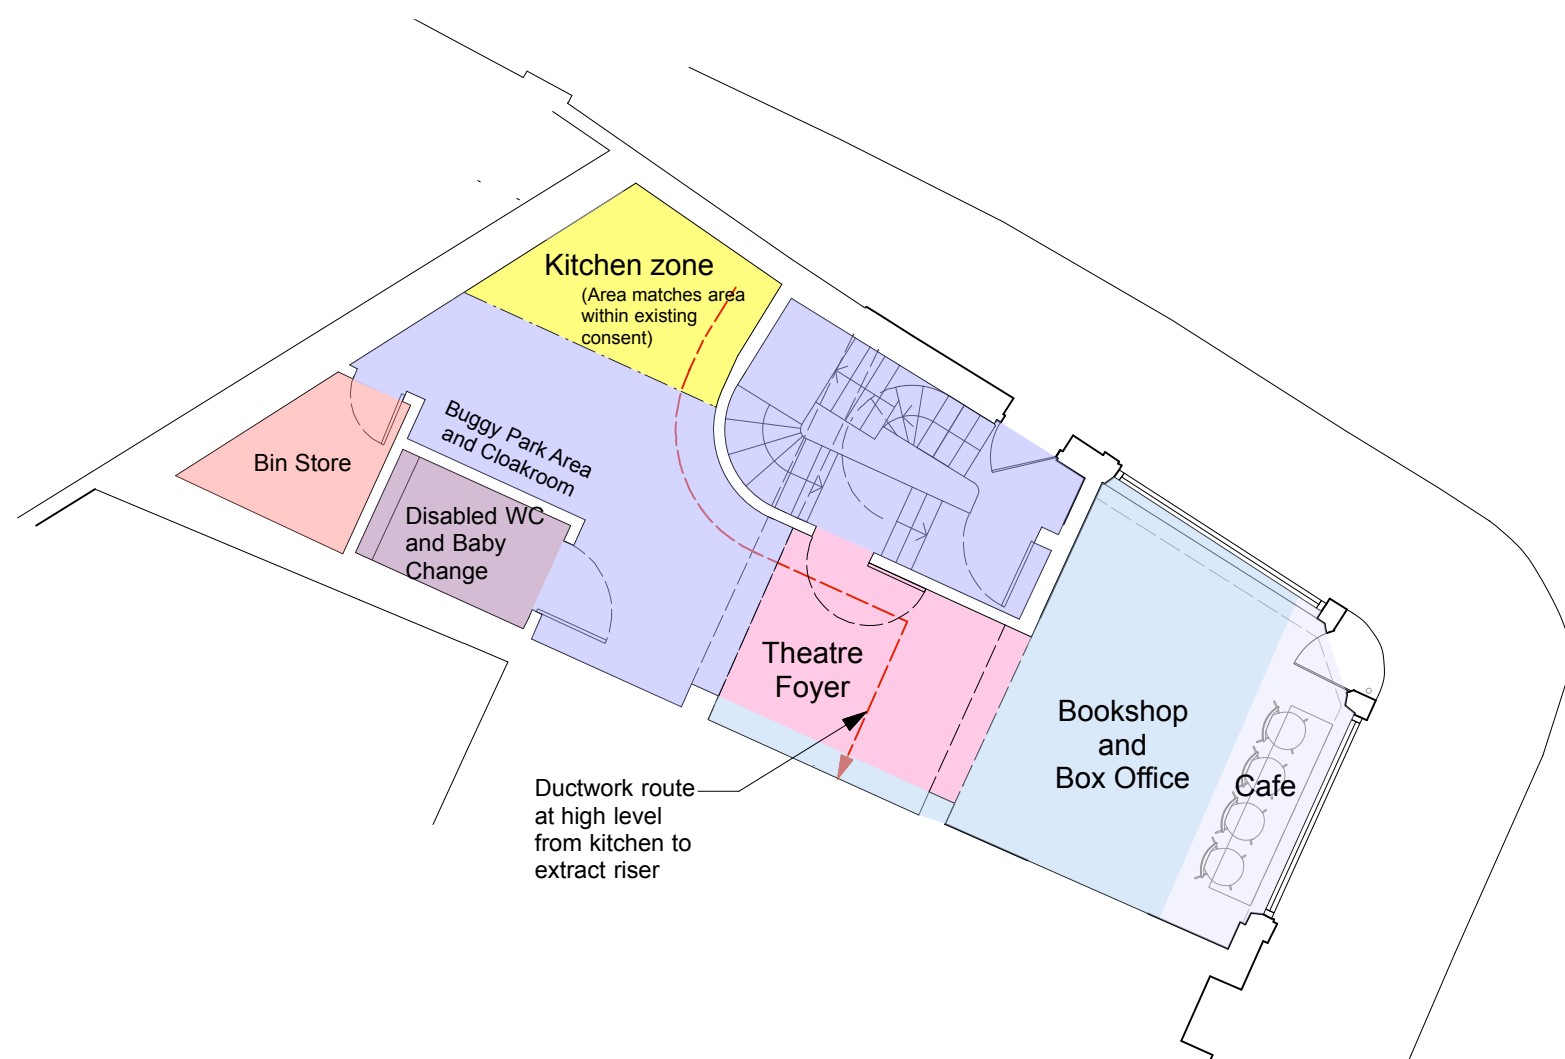 Kitchen zone
(Area matches area
within existing
consent)
Buggy Park Area
and Cloakroom
Bin Store
Disabled WC
and Baby
Change
Theatre
Foyer
Bookshop
and
Box Office
Cafe
Ductwork route
at high level
from kitchen to
extract riser